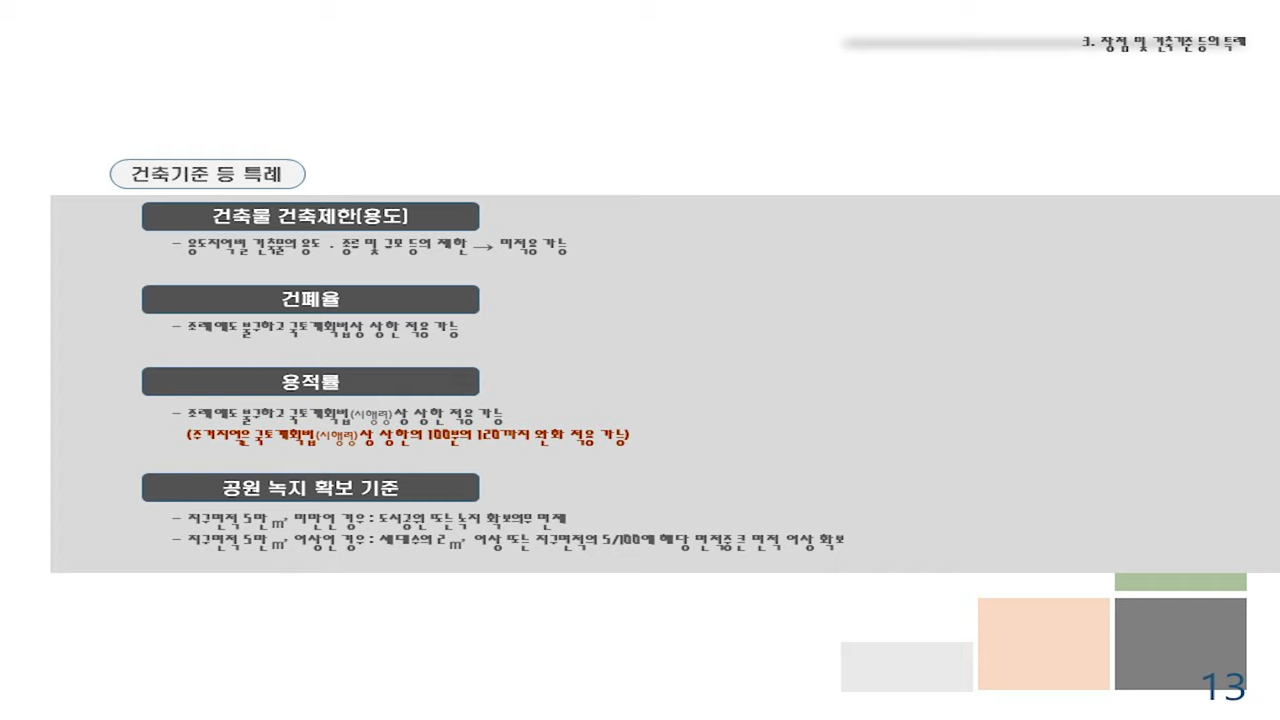 3. 장점 및 건축기준 등의 특례
건축기준 등 특례
건축물 건축제한(용도)
- 용도지역별 건축물의 용도 · 종류 및 규모 등의 제한 → 미적용 가능
건폐율
- 조례에도 불구하고 국토계획법상 상한 적용 가능
용적률
- 조례에도 불구하고 국토계획법(시행령)상 상한 적용 가능
(주거지역은 국토계획법(시행령)상 상한의 100분의 120까지 완화 적용 가능)
공원 녹지 확보 기준
- 지구면적 5만㎡ 미만인 경우 : 도시공원 또는 녹지 확보의무 면제
- 지구면적 5만㎡ 이상인 경우 : 세대수의 2㎡ 이상 또는 지구면적의 5/100에 해당 면적중 큰 면적 이상 확보
13